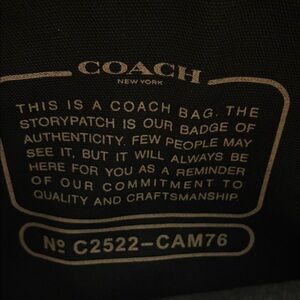 COACH
NEW YORK
THIS IS A COACH BAG. THE
STORYPATCH IS OUR BADGE OF
AUTHENTICITY. FEW PEOPLE MAY
SEE IT, BUT IT WILL ALWAYS BE
HERE FOR YOU AS A REMINDER
OF OUR COMMITMENT TO
QUALITY AND CRAFTSMANSHIP.
Nº C2522-CAM76